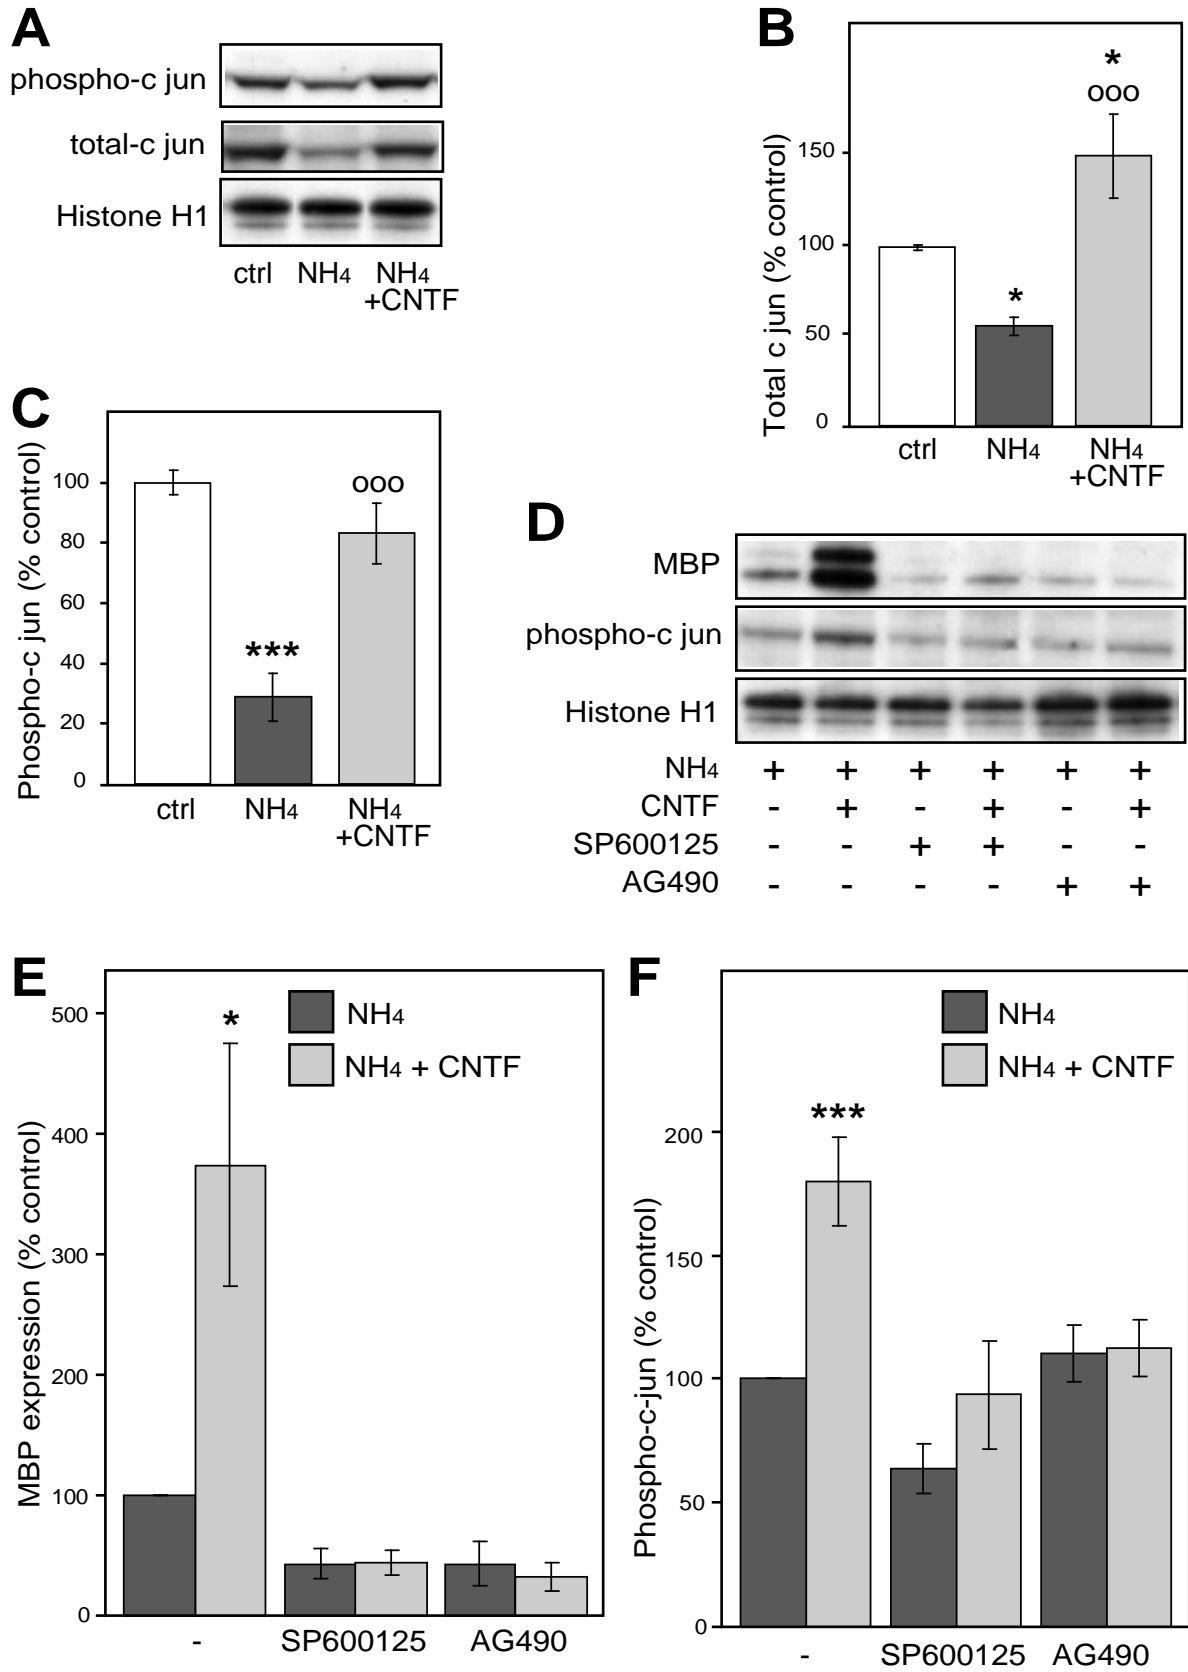 A
phospho-c jun
total-c jun
Histone H1
ctrl NH4 NH4
+CNTF
B
Total c jun (% control)
150
100
50
0
*
ooo
*
ctrl NH4 NH4
+CNTF
C
Phospho-c jun (% control)
100
80
60
40
20
0
***
ooo
ctrl NH4 NH4
+CNTF
D
MBP
phospho-c jun
Histone H1
NH4 + + + + + +
CNTF - + - + - +
SP600125 - - + + - -
AG490 - - - - + +
E
MBP expression (% control)
500
400
300
200
100
0
*
NH4
NH4 + CNTF
- SP600125 AG490
F
Phospho-c-jun (% control)
200
150
100
50
0
***
NH4
NH4 + CNTF
- SP600125 AG490